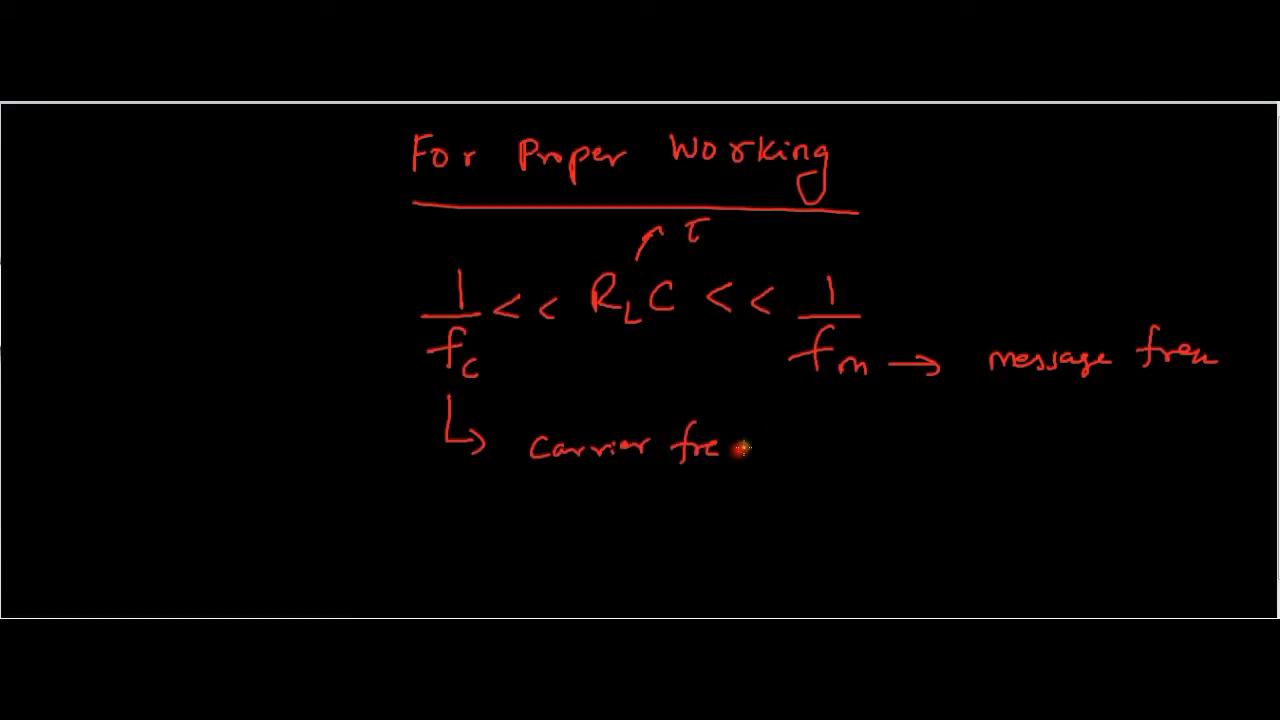 For Proper Working
τ
1/fc << RLC << 1/fm → message freq
↳ carrier fre